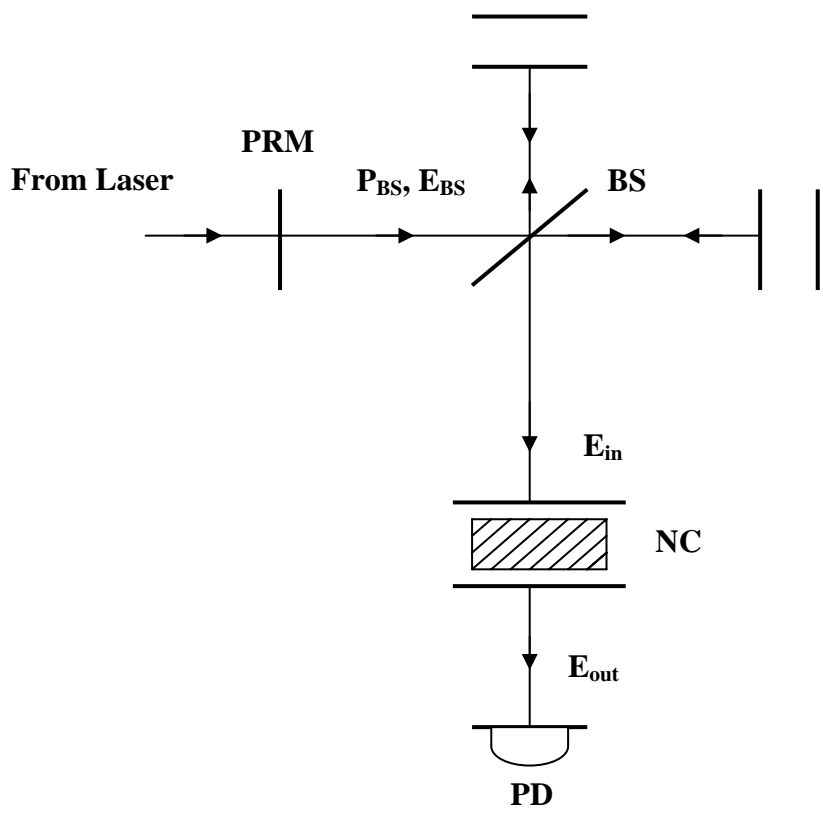 PRM
From Laser
P_BS, E_BS
BS
E_in
NC
E_out
PD